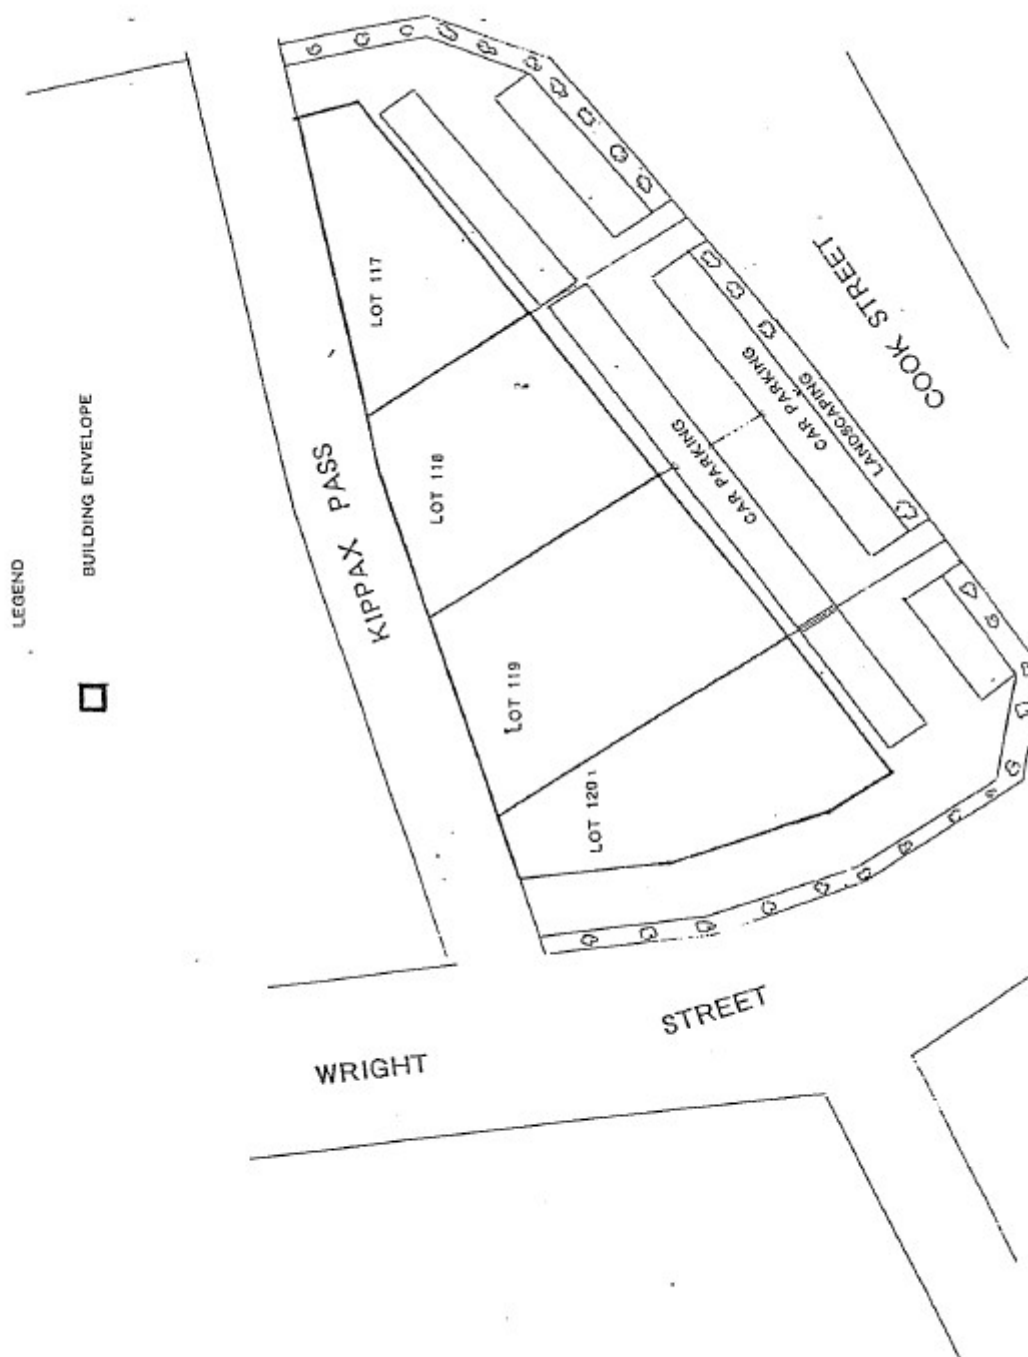 LEGEND
BUILDING ENVELOPE
KIPPAX PASS
LOT 117
LOT 118
LOT 119
LOT 120
CAR PARKING
CAR PARKING
LANDSCAPING
COOK STREET
WRIGHT STREET